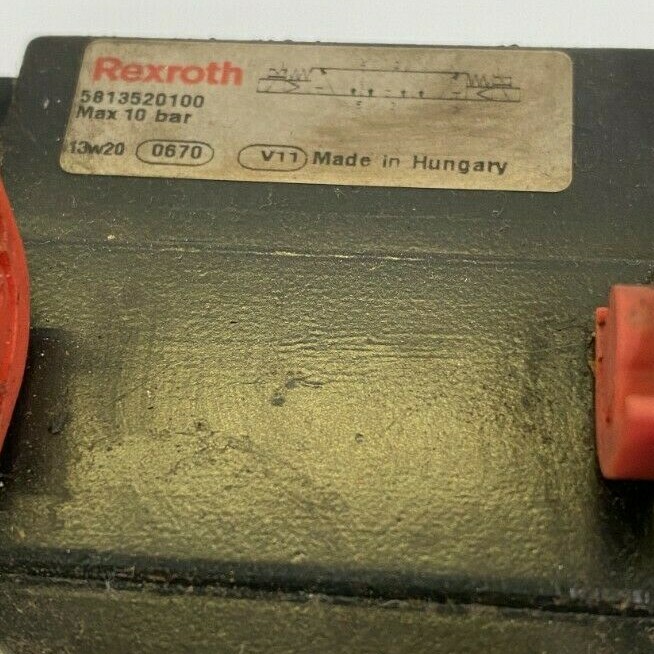 Rexroth
5813520100
Max 10 bar
13w20 0670 V11 Made in Hungary